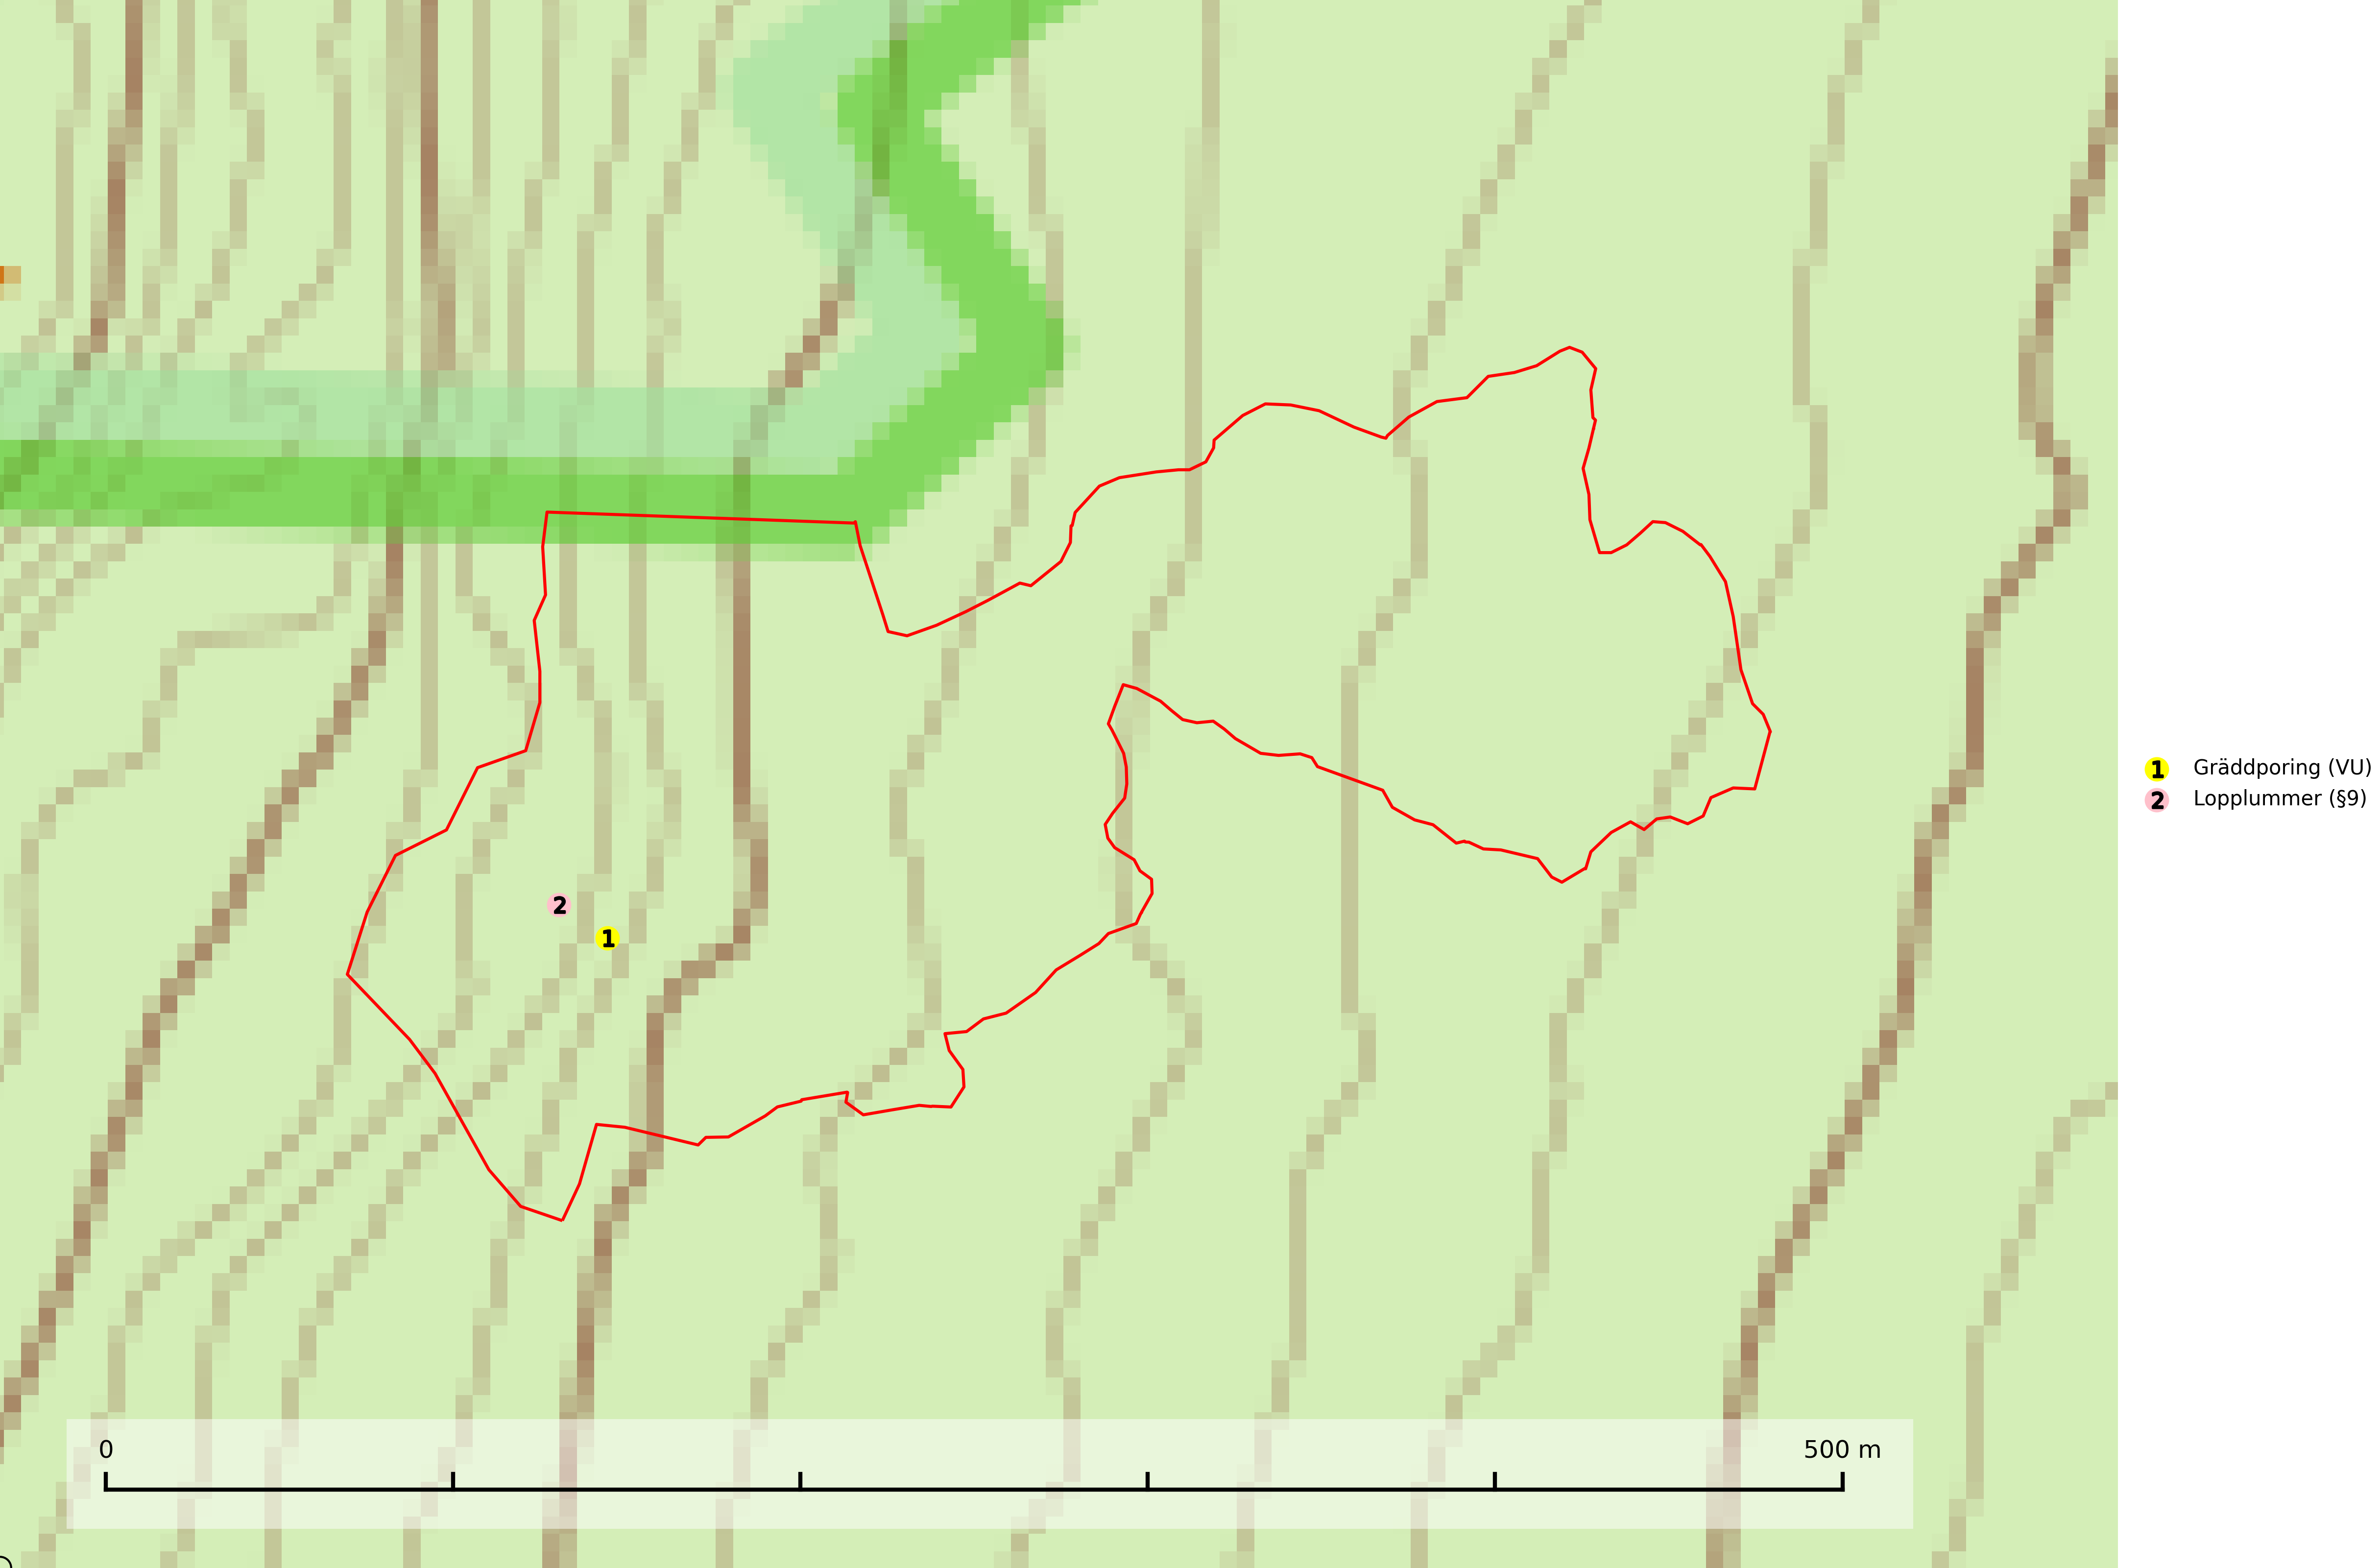 2
1
1 Gräddporing (VU)
2 Lopplummer (§9)
0 500 m